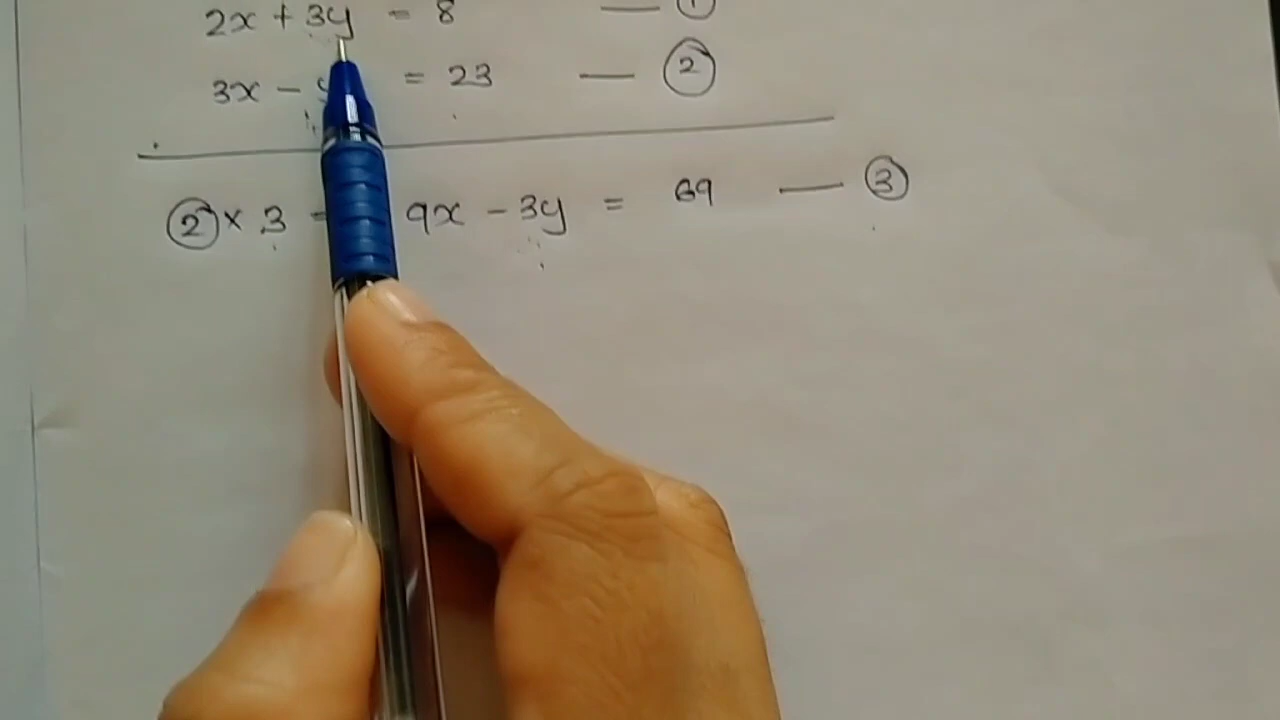 2x + 3y = 8 — ①
3x - = 23 — ②
② × 3 9x - 3y = 69 — ③